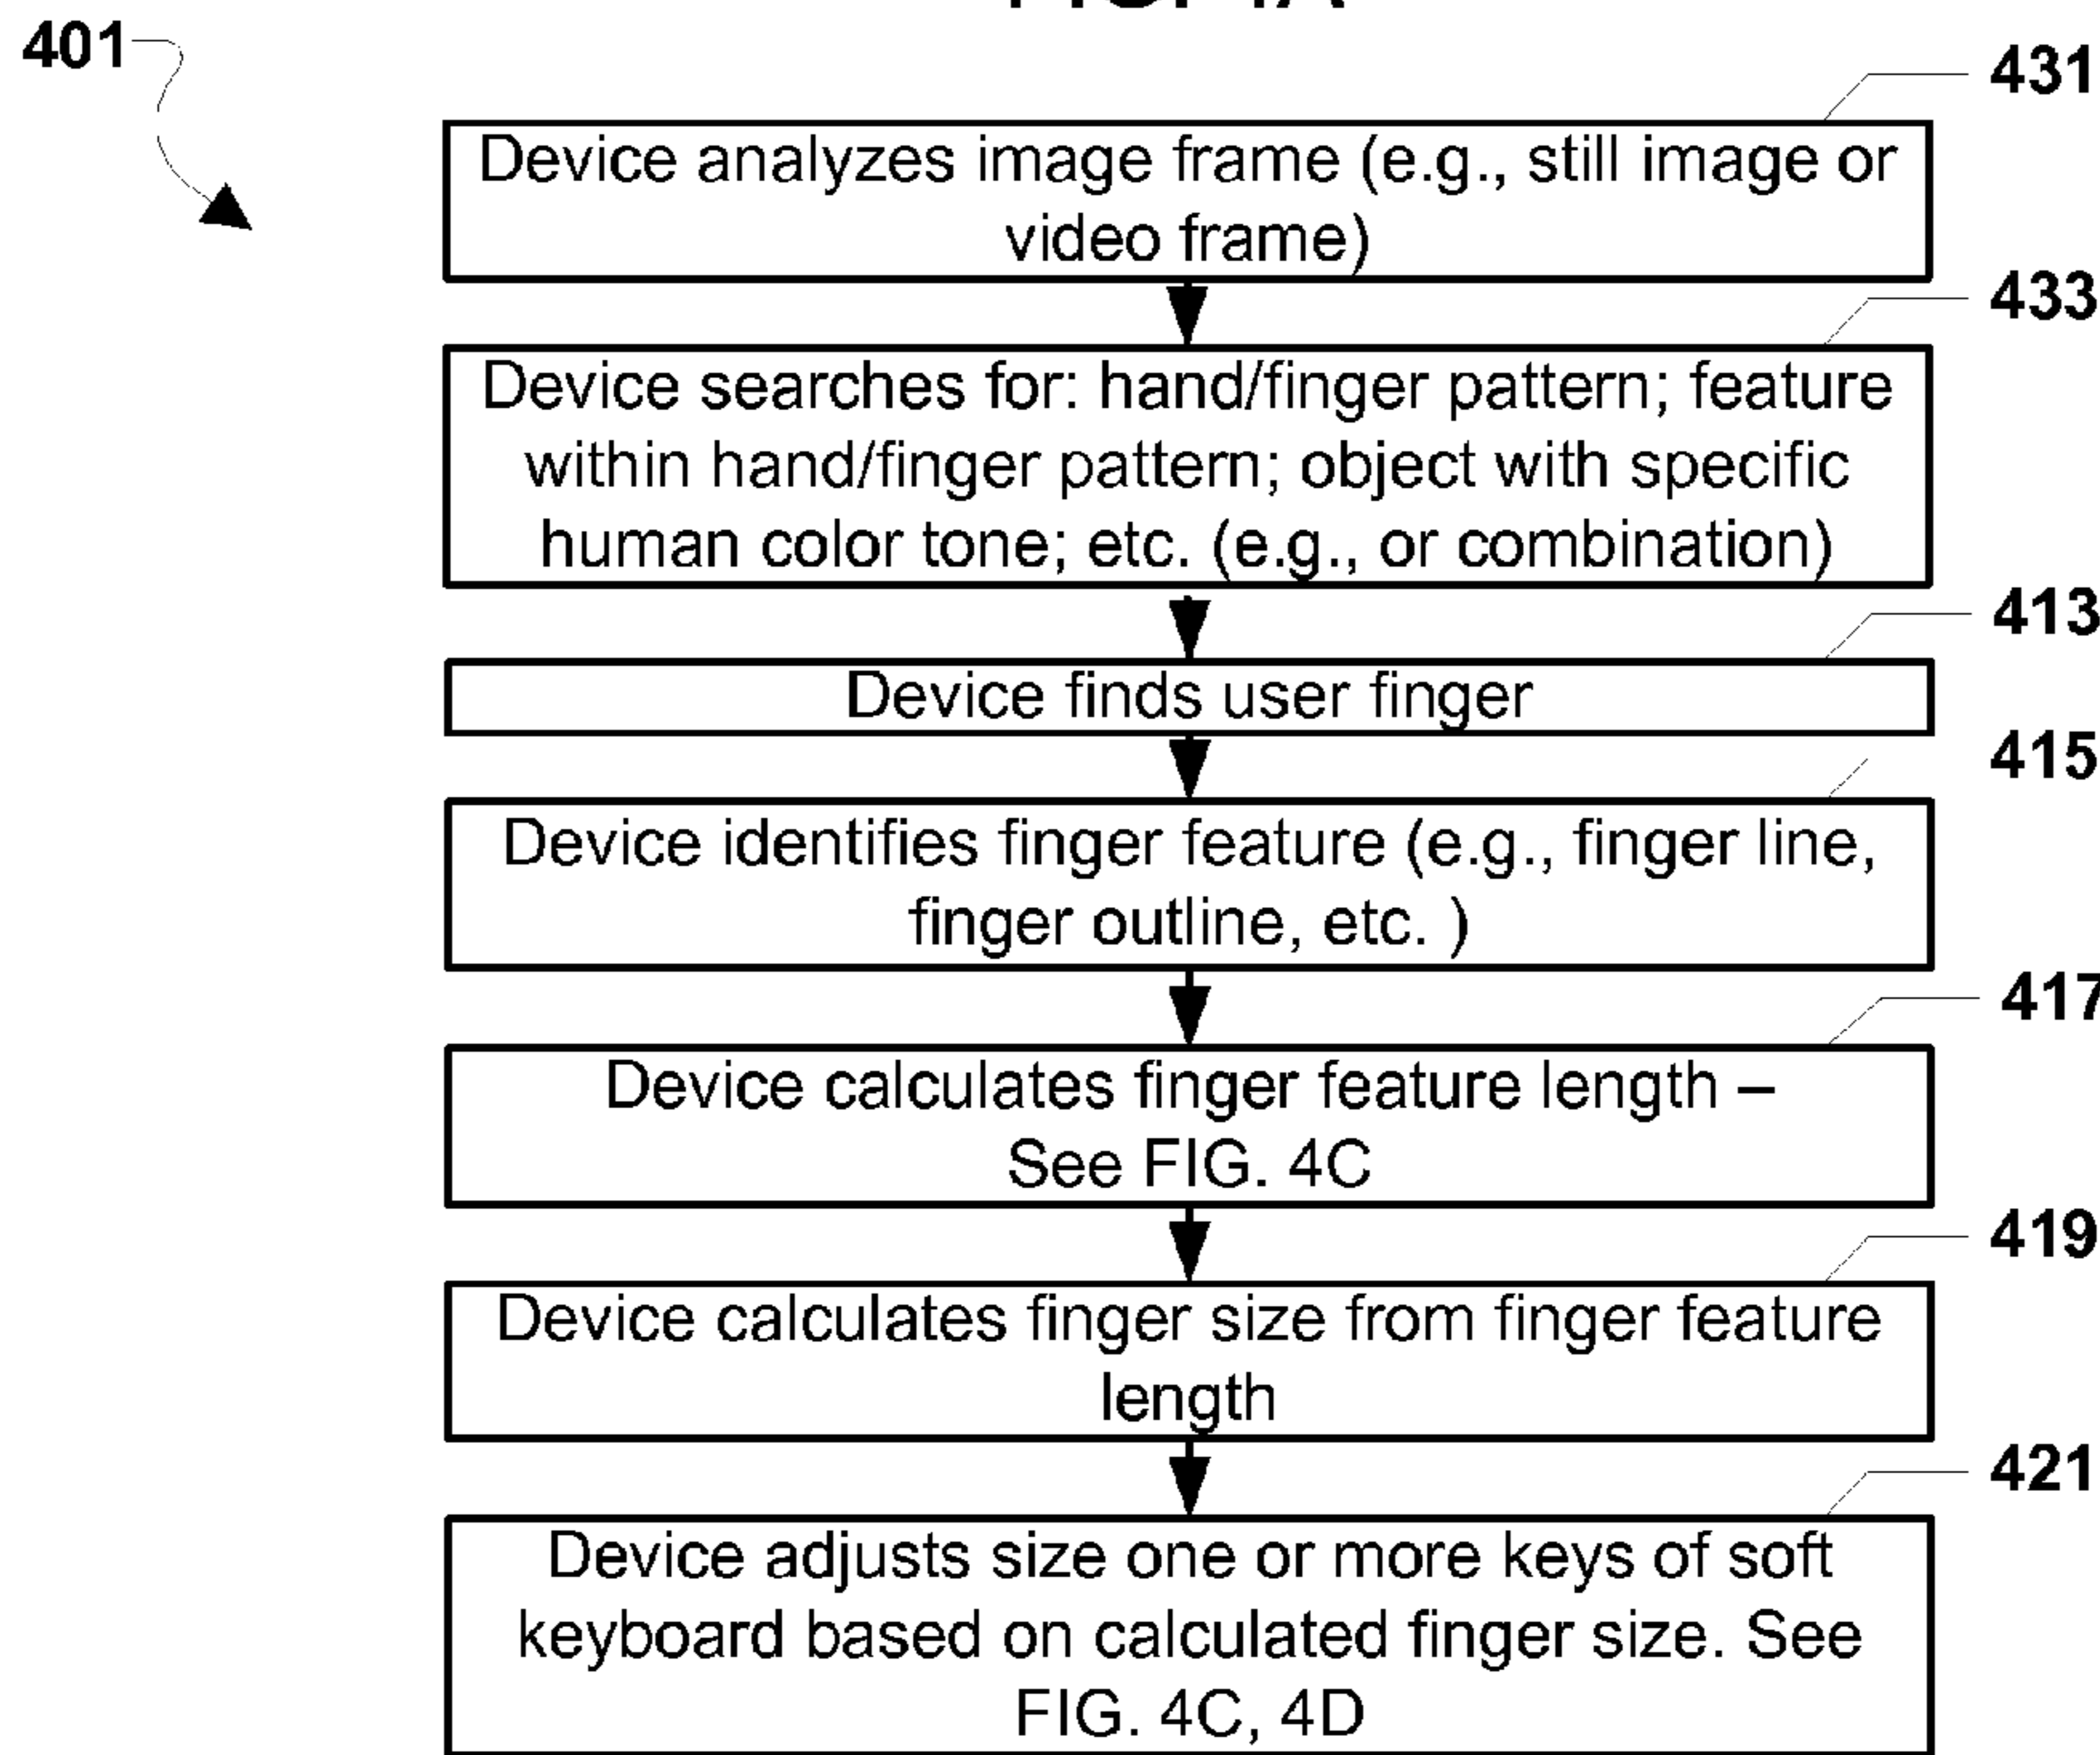 401
431
Device analyzes image frame (e.g., still image or
video frame)
433
Device searches for: hand/finger pattern; feature
within hand/finger pattern; object with specific
human color tone; etc. (e.g., or combination)
413
Device finds user finger
415
Device identifies finger feature (e.g., finger line,
finger outline, etc. )
417
Device calculates finger feature length –
See FIG. 4C
419
Device calculates finger size from finger feature
length
421
Device adjusts size one or more keys of soft
keyboard based on calculated finger size. See
FIG. 4C, 4D